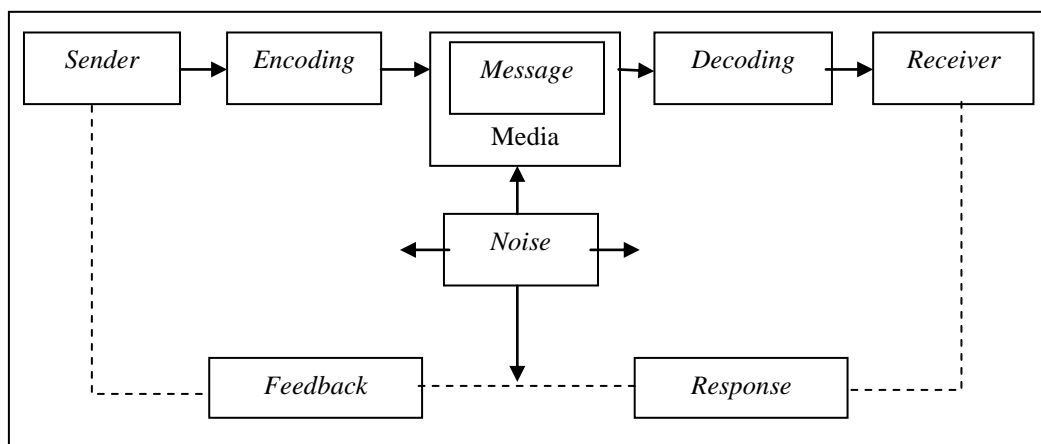 Sender
Encoding
Message
Media
Decoding
Receiver
Noise
Feedback
Response